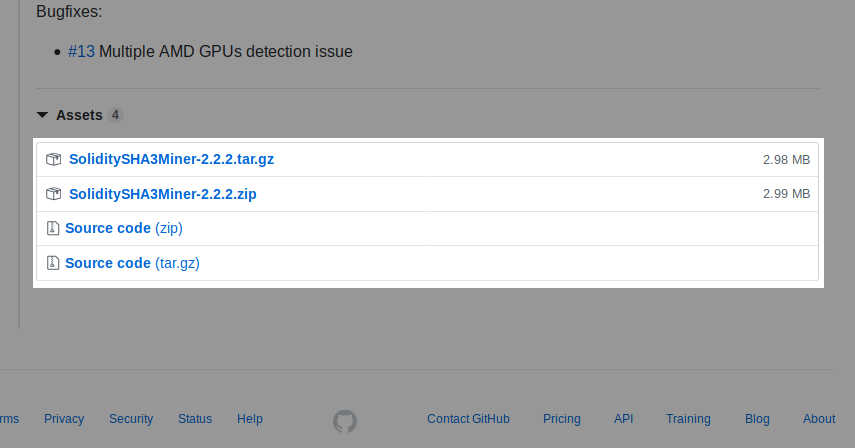 Bugfixes:
#13 Multiple AMD GPUs detection issue
Assets 4
SoliditySHA3Miner-2.2.2.tar.gz 2.98 MB
SoliditySHA3Miner-2.2.2.zip 2.99 MB
Source code (zip)
Source code (tar.gz)
rms Privacy Security Status Help Contact GitHub Pricing API Training Blog About